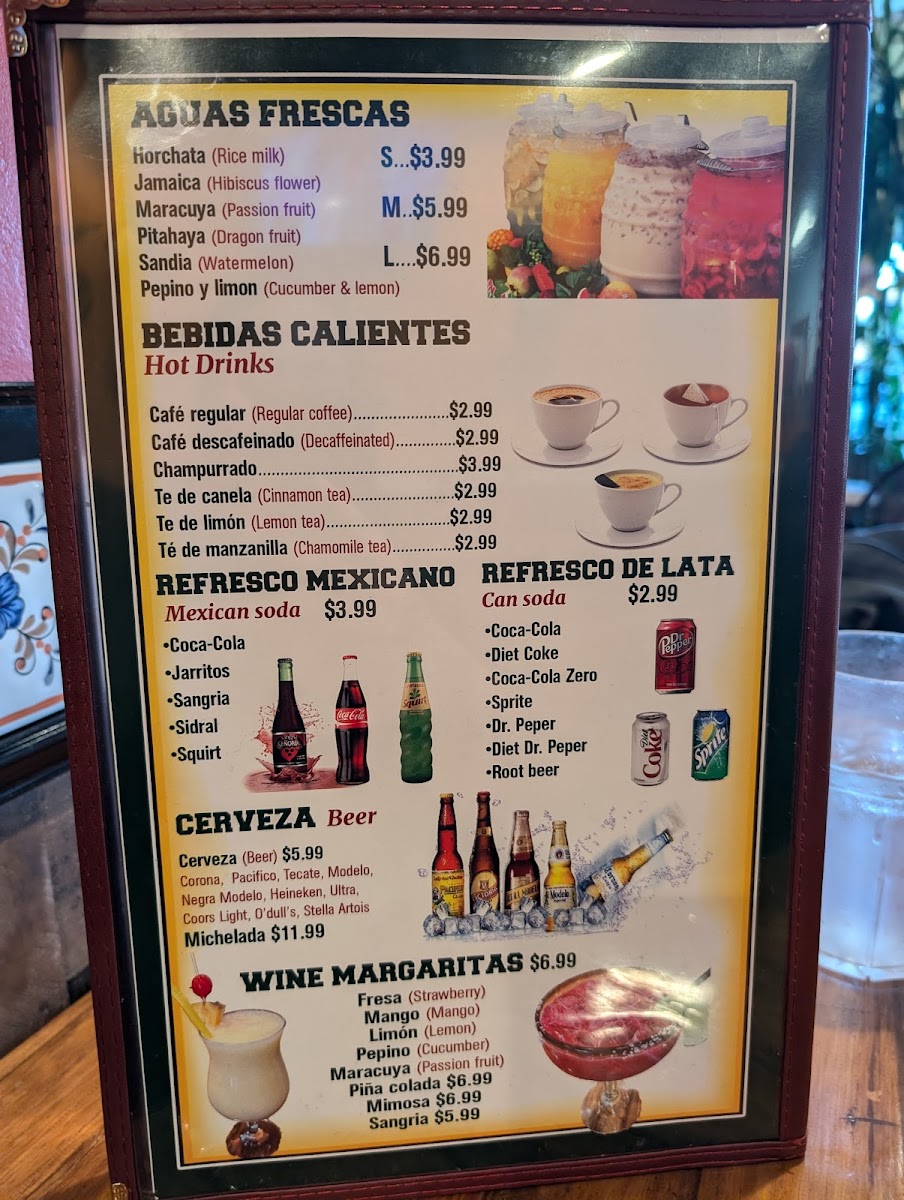 AGUAS FRESCAS
Horchata (Rice milk)
Jamaica (Hibiscus flower)
Maracuya (Passion fruit)
Pitahaya (Dragon fruit)
Sandia (Watermelon)
Pepino y limon (Cucumber & lemon)
S...$3.99
M..$5.99
L....$6.99
BEBIDAS CALIENTES
Hot Drinks
Café regular (Regular coffee)......................$2.99
Café descafeinado (Decaffeinated).............$2.99
Champurrado..............................................$3.99
Te de canela (Cinnamon tea).......................$2.99
Te de limón (Lemon tea).............................$2.99
Té de manzanilla (Chamomile tea)..............$2.99
REFRESCO MEXICANO
Mexican soda $3.99
•Coca-Cola
•Jarritos
•Sangria
•Sidral
•Squirt
SEÑORIAL
Coca-Cola
Squirt
REFRESCO DE LATA
Can soda $2.99
•Coca-Cola
•Diet Coke
•Coca-Cola Zero
•Sprite
•Dr. Peper
•Diet Dr. Peper
•Root beer
Dr Pepper
Diet Coke
Sprite
CERVEZA Beer
Cerveza (Beer) $5.99
Corona, Pacifico, Tecate, Modelo,
Negra Modelo, Heineken, Ultra,
Coors Light, O'dull's, Stella Artois
Michelada $11.99
Modelo
Corona
WINE MARGARITAS $6.99
Fresa (Strawberry)
Mango (Mango)
Limón (Lemon)
Pepino (Cucumber)
Maracuya (Passion fruit)
Piña colada $6.99
Mimosa $6.99
Sangria $5.99